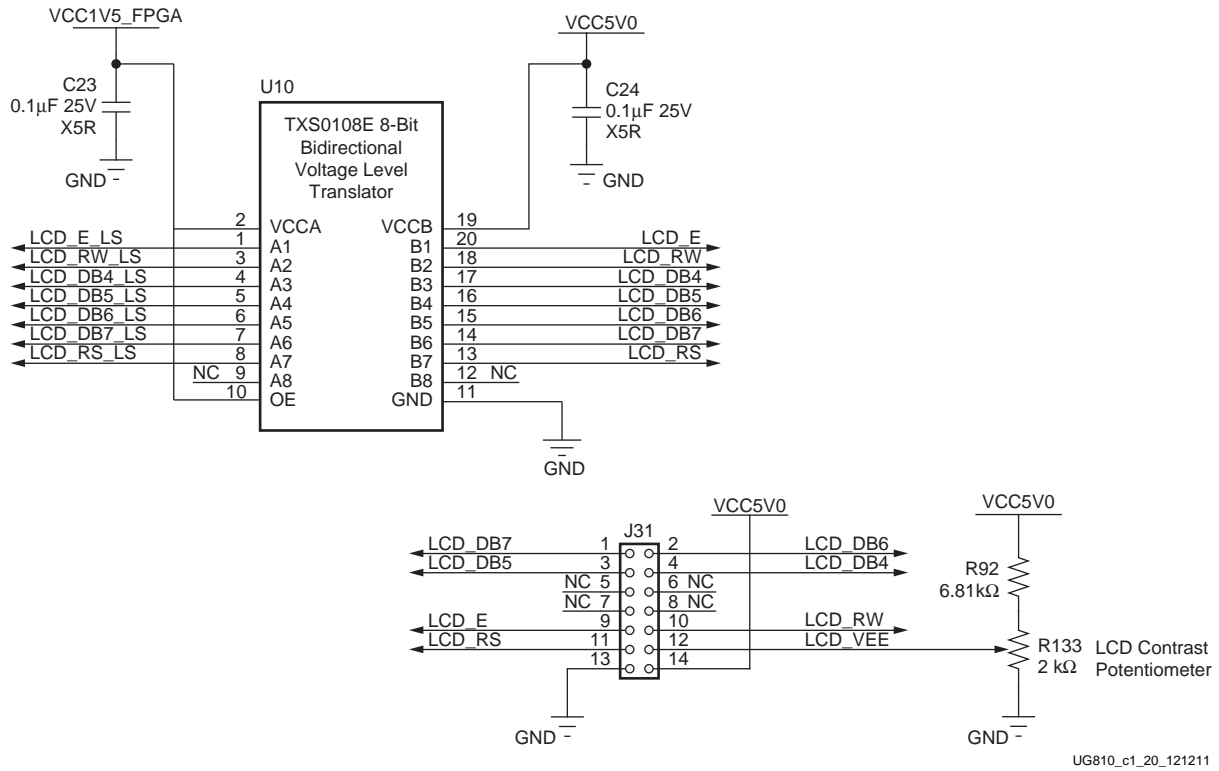 VCC1V5_FPGA
VCC5V0
C23
0.1μF 25V
X5R
GND
U10
TXS0108E 8-Bit
Bidirectional
Voltage Level
Translator
C24
0.1μF 25V
X5R
GND
2 VCCA VCCB 19
LCD_E_LS 1 A1 B1 20 LCD_E
LCD_RW_LS 3 A2 B2 18 LCD_RW
LCD_DB4_LS 4 A3 B3 17 LCD_DB4
LCD_DB5_LS 5 A4 B4 16 LCD_DB5
LCD_DB6_LS 6 A5 B5 15 LCD_DB6
LCD_DB7_LS 7 A6 B6 14 LCD_DB7
LCD_RS_LS 8 A7 B7 13 LCD_RS
NC 9 A8 B8 12 NC
10 OE GND 11
GND
VCC5V0
VCC5V0
J31
LCD_DB7 1 2 LCD_DB6
LCD_DB5 3 4 LCD_DB4
NC 5 6 NC
NC 7 8 NC
LCD_E 9 10 LCD_RW
LCD_RS 11 12 LCD_VEE
13 14
GND
R92
6.81kΩ
R133
2 kΩ
LCD Contrast
Potentiometer
GND
UG810_c1_20_121211